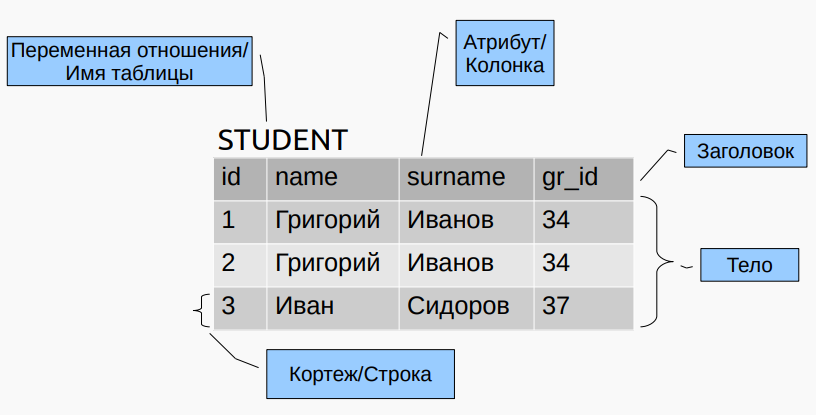 Переменная отношения/
Имя таблицы
Атрибут/
Колонка
STUDENT
Заголовок
id name surname gr_id
1 Григорий Иванов 34
2 Григорий Иванов 34
Тело
3 Иван Сидоров 37
Кортеж/Строка